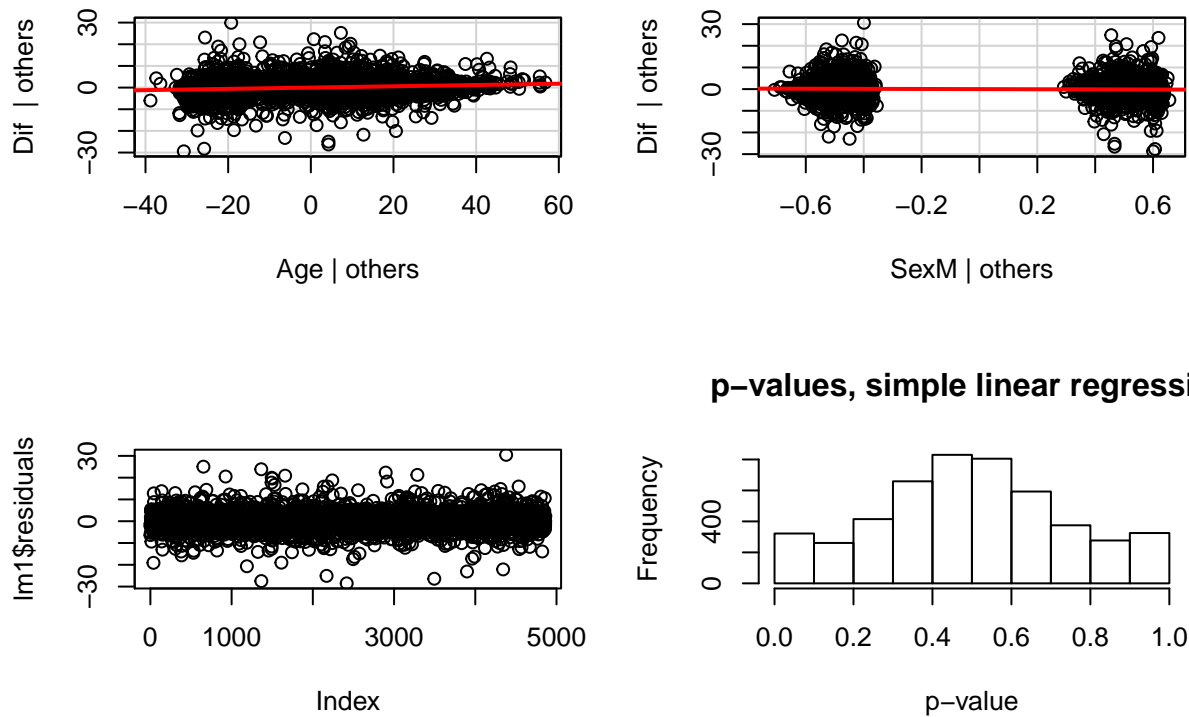 Dif | others
30
0
−30
−40 −20 0 20 40 60
Age | others
Dif | others
30
0
−30
−0.6 −0.2 0.2 0.6
SexM | others
lm1$residuals
30
0
−30
0 1000 3000 5000
Index
p−values, simple linear regressi
Frequency
400
0
0.0 0.2 0.4 0.6 0.8 1.0
p−value